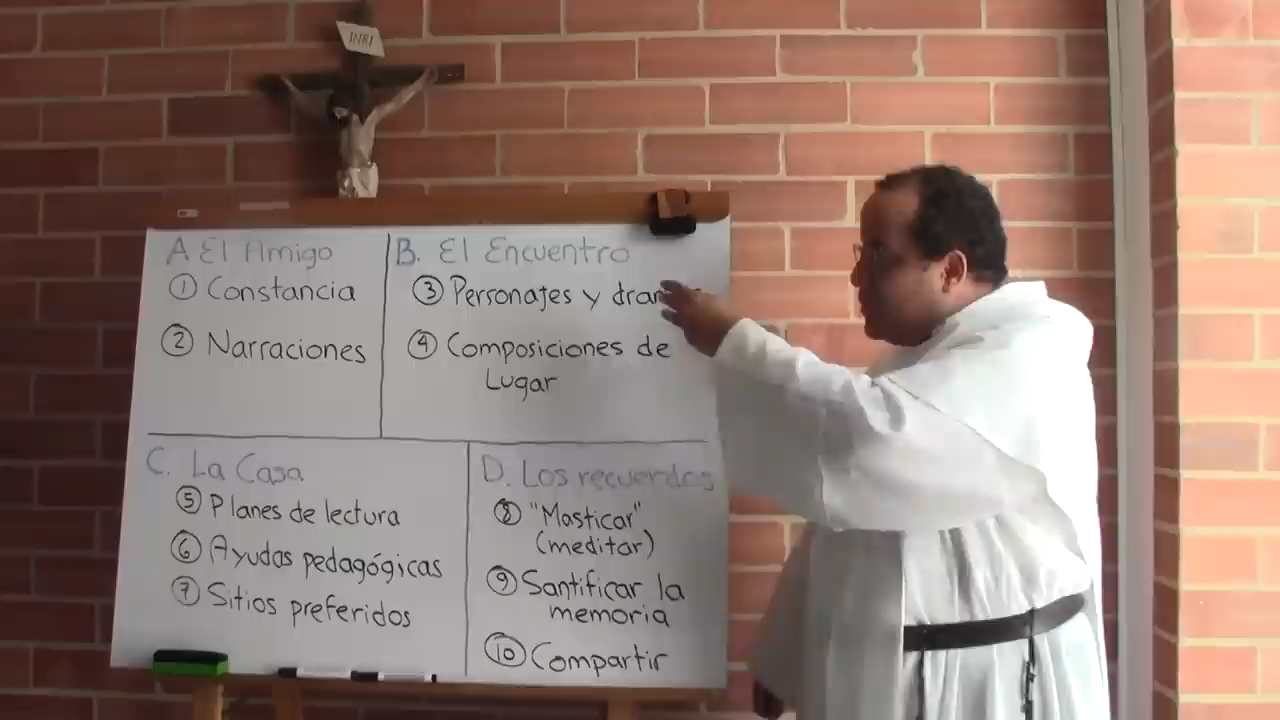 INRI
A El Amigo
① Constancia
② Narraciones
B. El Encuentro
③ Personajes y
④ Composiciones de
Lugar
C. La Casa
⑤ Planes de lectura
⑥ Ayudas pedagógicas
⑦ Sitios preferidos
D. Los recuerdos
⑧ "Masticar"
(meditar)
⑨ Santificar la
memoria
⑩ Compartir